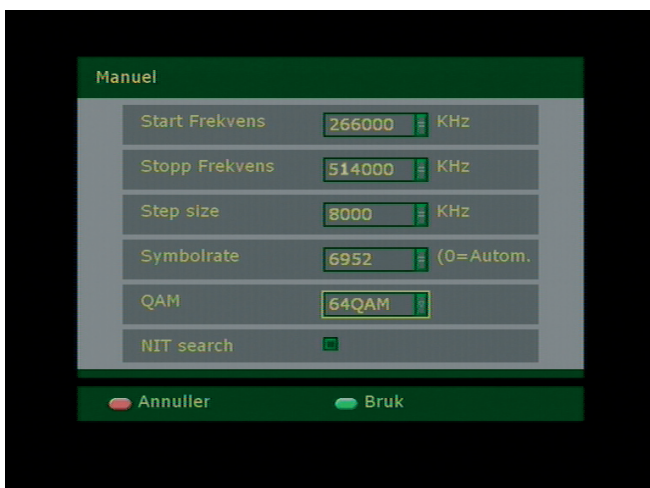 Manuel
Start Frekvens 266000 KHz
Stopp Frekvens 514000 KHz
Step size 8000 KHz
Symbolrate 6952 (0=Autom.
QAM 64QAM
NIT search
Annuller Bruk